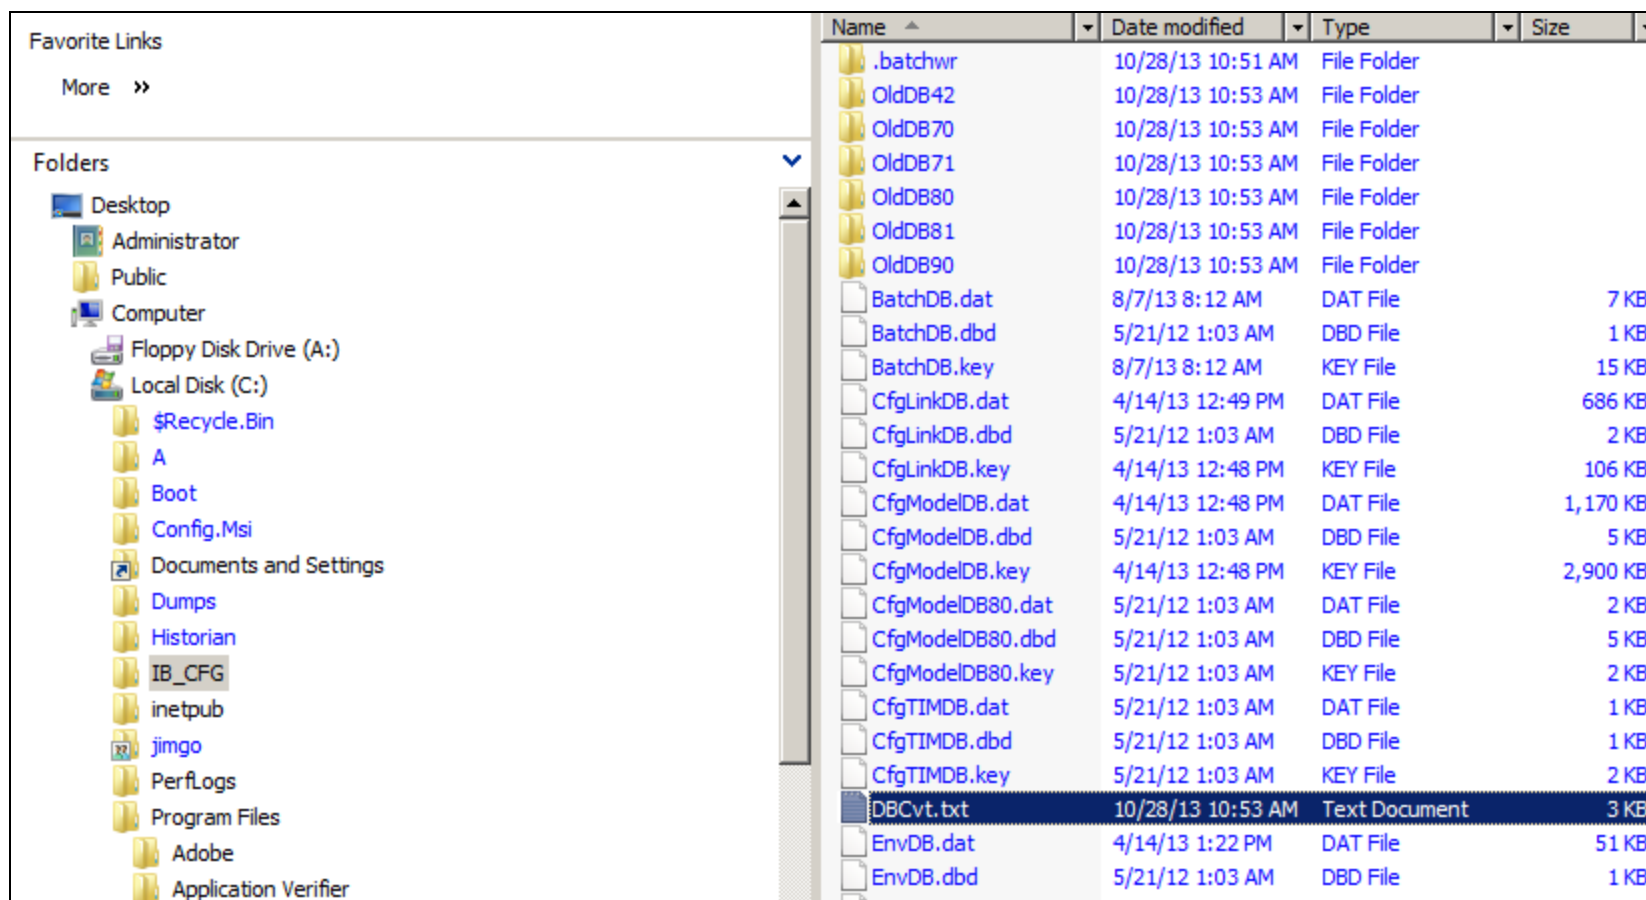 Favorite Links
More »
Folders
Desktop
Administrator
Public
Computer
Floppy Disk Drive (A:)
Local Disk (C:)
$Recycle.Bin
A
Boot
Config.Msi
Documents and Settings
Dumps
Historian
IB_CFG
inetpub
jimgo
PerfLogs
Program Files
Adobe
Application Verifier
Name Date modified Type Size
.batchwr 10/28/13 10:51 AM File Folder
OldDB42 10/28/13 10:53 AM File Folder
OldDB70 10/28/13 10:53 AM File Folder
OldDB71 10/28/13 10:53 AM File Folder
OldDB80 10/28/13 10:53 AM File Folder
OldDB81 10/28/13 10:53 AM File Folder
OldDB90 10/28/13 10:53 AM File Folder
BatchDB.dat 8/7/13 8:12 AM DAT File 7 KB
BatchDB.dbd 5/21/12 1:03 AM DBD File 1 KB
BatchDB.key 8/7/13 8:12 AM KEY File 15 KB
CfgLinkDB.dat 4/14/13 12:49 PM DAT File 686 KB
CfgLinkDB.dbd 5/21/12 1:03 AM DBD File 2 KB
CfgLinkDB.key 4/14/13 12:48 PM KEY File 106 KB
CfgModelDB.dat 4/14/13 12:48 PM DAT File 1,170 KB
CfgModelDB.dbd 5/21/12 1:03 AM DBD File 5 KB
CfgModelDB.key 4/14/13 12:48 PM KEY File 2,900 KB
CfgModelDB80.dat 5/21/12 1:03 AM DAT File 2 KB
CfgModelDB80.dbd 5/21/12 1:03 AM DBD File 5 KB
CfgModelDB80.key 5/21/12 1:03 AM KEY File 2 KB
CfgTIMDB.dat 5/21/12 1:03 AM DAT File 1 KB
CfgTIMDB.dbd 5/21/12 1:03 AM DBD File 1 KB
CfgTIMDB.key 5/21/12 1:03 AM KEY File 2 KB
DBCvt.txt 10/28/13 10:53 AM Text Document 3 KB
EnvDB.dat 4/14/13 1:22 PM DAT File 51 KB
EnvDB.dbd 5/21/12 1:03 AM DBD File 1 KB